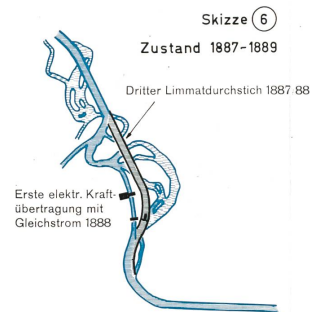 Skizze 6
Zustand 1887-1889
Dritter Limmatdurchstich 1887-88
Erste elektr. Kraft-
übertragung mit
Gleichstrom 1888